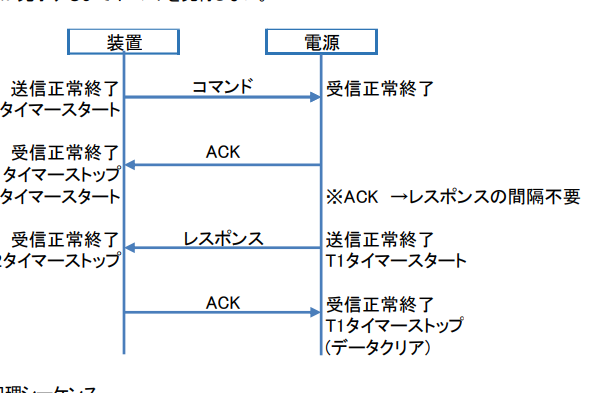 装置
電源
送信正常終了
コマンド
受信正常終了
タイマースタート
受信正常終了
ACK
タイマーストップ
タイマースタート
※ACK →レスポンスの間隔不要
受信正常終了
レスポンス
送信正常終了
2タイマーストップ
T1タイマースタート
ACK
受信正常終了
T1タイマーストップ
(データクリア)